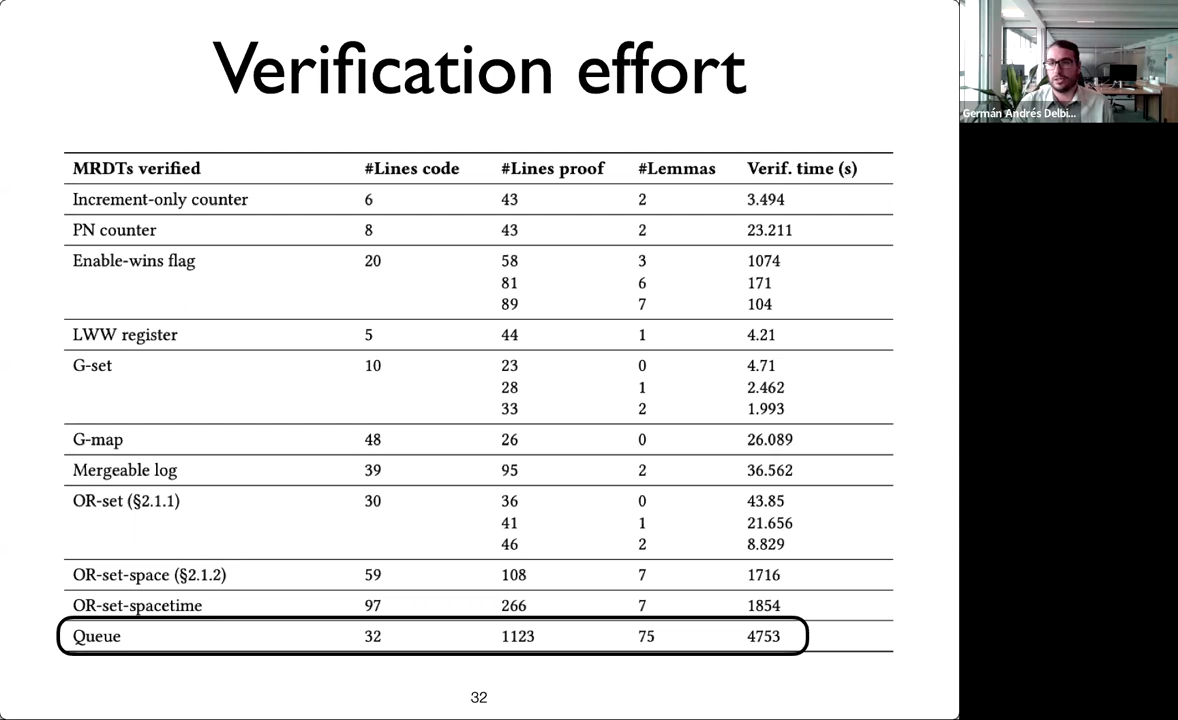 Verification effort
MRDTs verified #Lines code #Lines proof #Lemmas Verif. time (s)
Increment-only counter 6 43 2 3.494
PN counter 8 43 2 23.211
Enable-wins flag 20 58 3 1074
81 6 171
89 7 104
LWW register 5 44 1 4.21
G-set 10 23 0 4.71
28 1 2.462
33 2 1.993
G-map 48 26 0 26.089
Mergeable log 39 95 2 36.562
OR-set (§2.1.1) 30 36 0 43.85
41 1 21.656
46 2 8.829
OR-set-space (§2.1.2) 59 108 7 1716
OR-set-spacetime 97 266 7 1854
Queue 32 1123 75 4753
32
Germán Andrés Delbi...